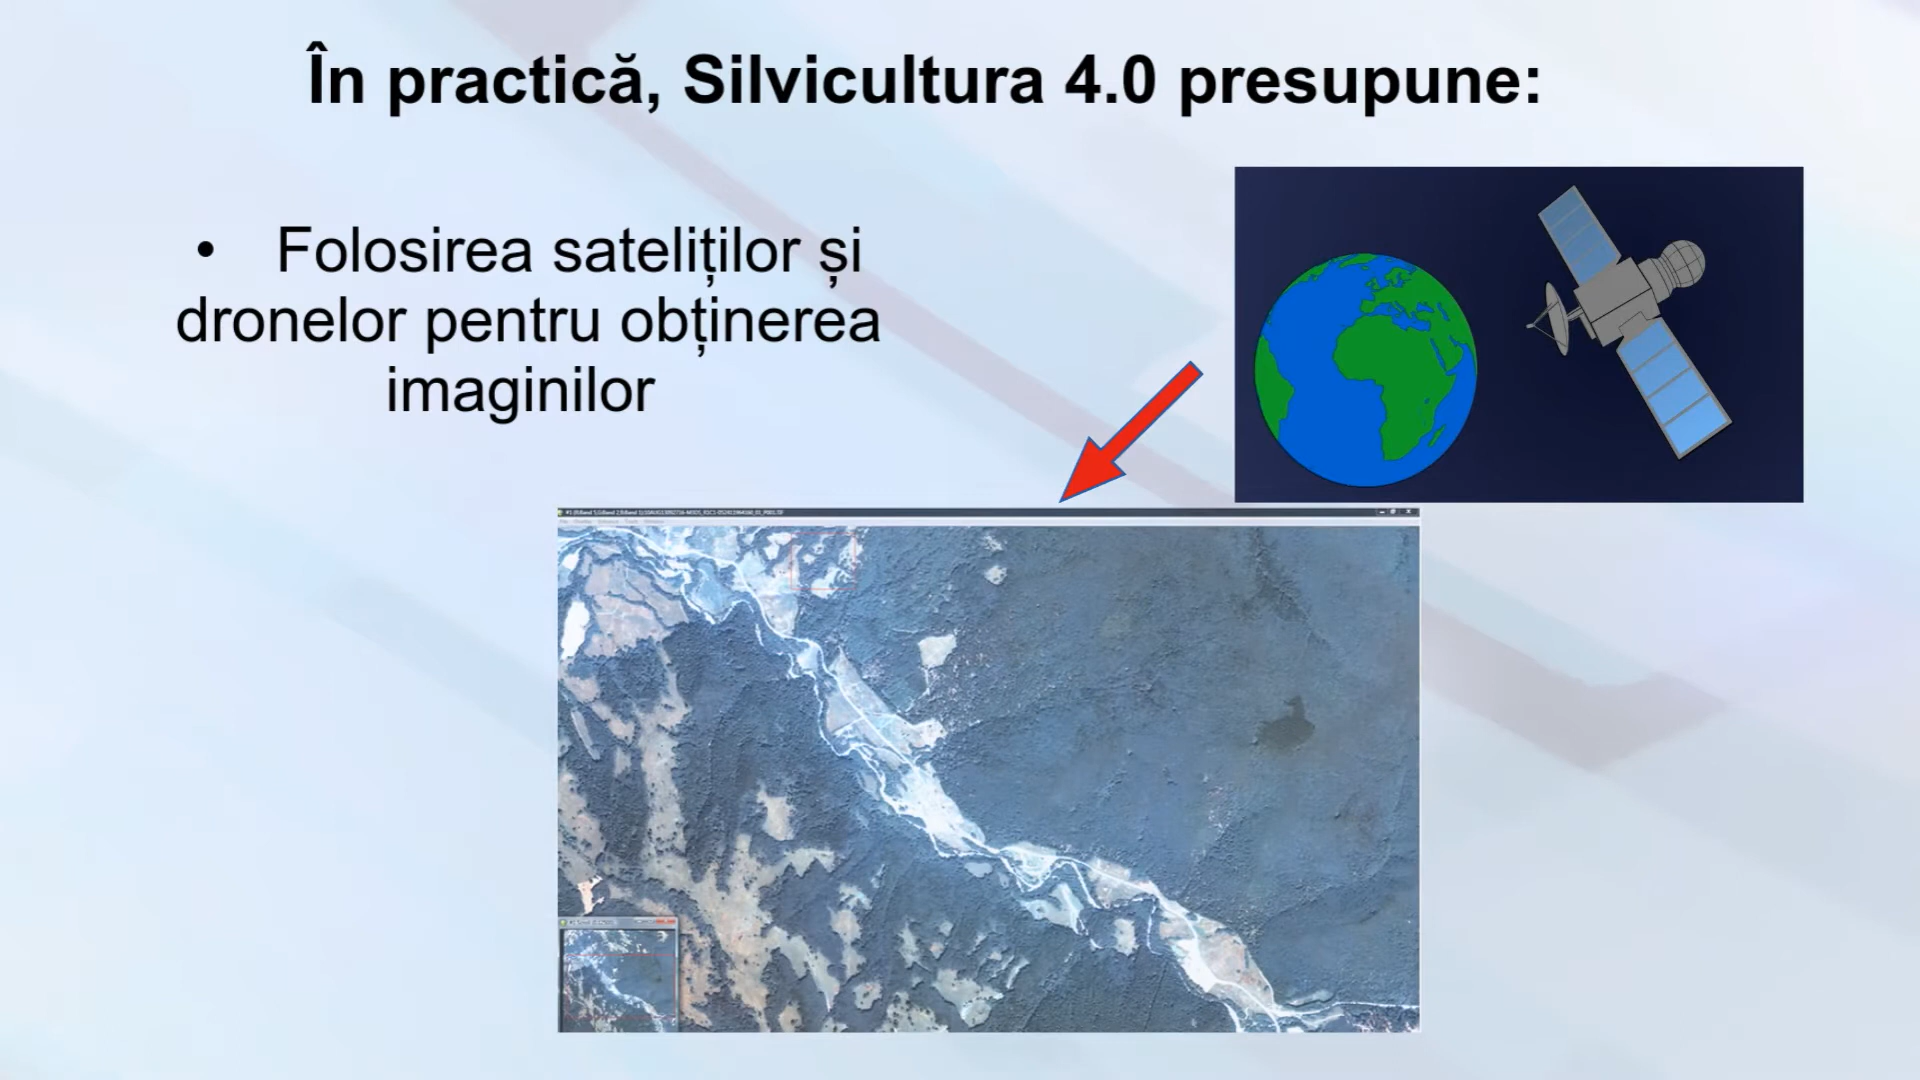 În practică, Silvicultura 4.0 presupune:
• Folosirea sateliților și
dronelor pentru obținerea
imaginilor